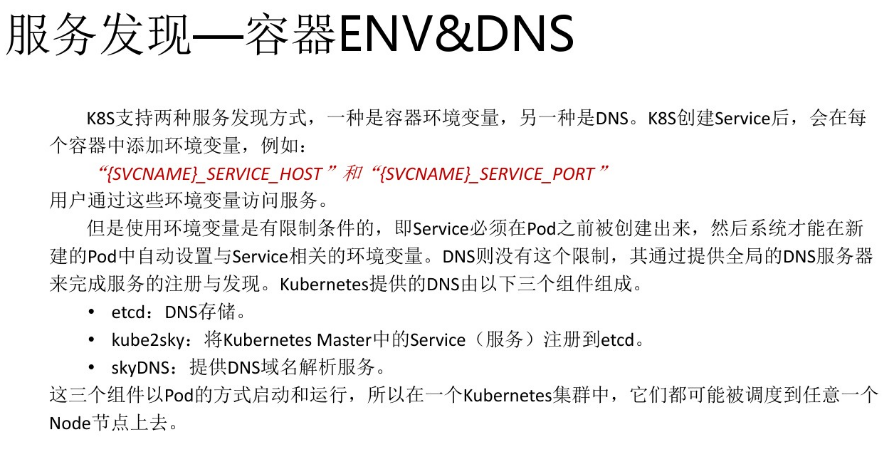 服务发现—容器ENV&DNS
K8S支持两种服务发现方式，一种是容器环境变量，另一种是DNS。K8S创建Service后，会在每
个容器中添加环境变量，例如：
“{SVCNAME}_SERVICE_HOST”和“{SVCNAME}_SERVICE_PORT”
用户通过这些环境变量访问服务。
但是使用环境变量是有限制条件的，即Service必须在Pod之前被创建出来，然后系统才能在新
建的Pod中自动设置与Service相关的环境变量。DNS则没有这个限制，其通过提供全局的DNS服务器
来完成服务的注册与发现。Kubernetes提供的DNS由以下三个组件组成。
• etcd：DNS存储。
• kube2sky：将Kubernetes Master中的Service（服务）注册到etcd。
• skyDNS：提供DNS域名解析服务。
这三个组件以Pod的方式启动和运行，所以在一个Kubernetes集群中，它们都可能被调度到任意一个
Node节点上去。